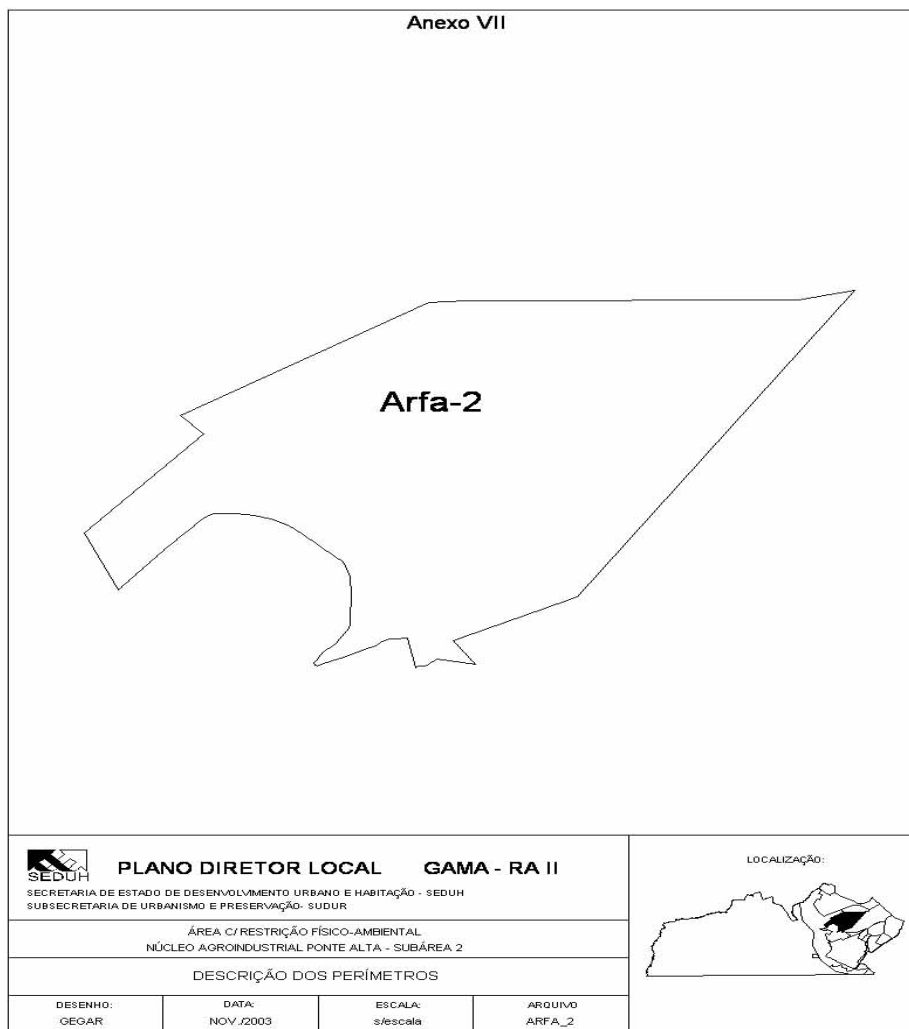 Anexo VII
Arfa-2
SEDUH
PLANO DIRETOR LOCAL GAMA - RA II
SECRETARIA DE ESTADO DE DESENVOLVIMENTO URBANO E HABITAÇÃO - SEDUH
SUBSECRETARIA DE URBANISMO E PRESERVAÇÃO- SUDUR
ÁREA C/ RESTRIÇÃO FÍSICO-AMBIENTAL
NÚCLEO AGROINDUSTRIAL PONTE ALTA - SUBÁREA 2
DESCRIÇÃO DOS PERÍMETROS
DESENHO:
GEGAR
DATA:
NOV./2003
ESCALA:
s/escala
ARQUIVO
ARFA_2
LOCALIZAÇÃO: